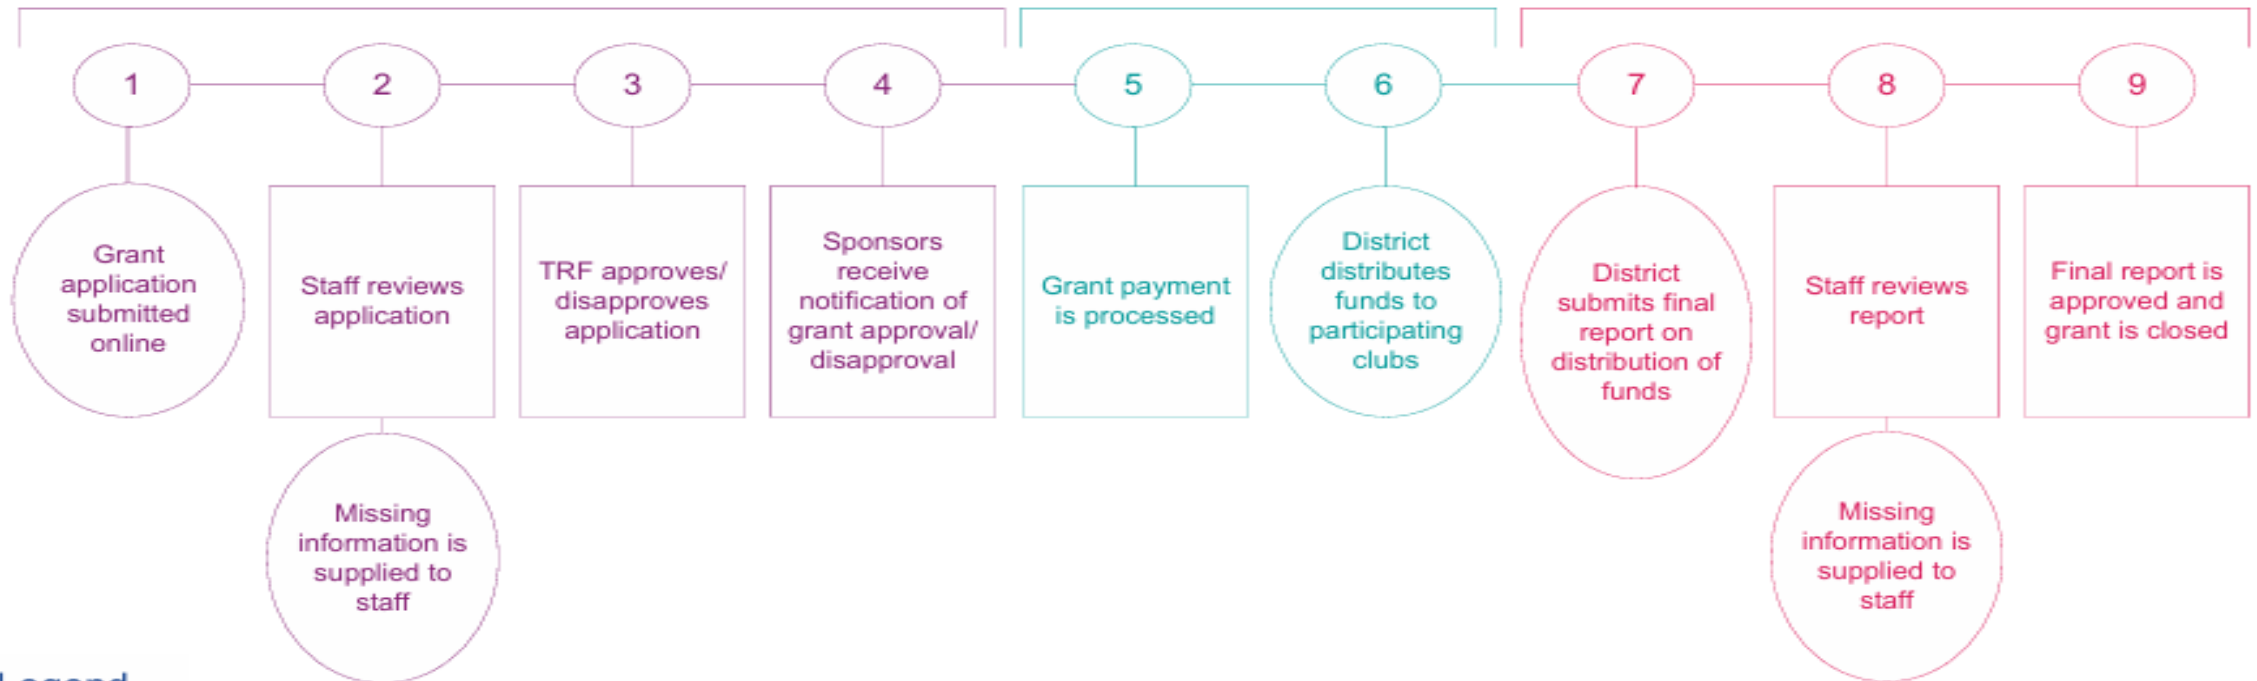 1 2 3 4 5 6 7 8 9
Grant
application
submitted
online
Staff reviews
application
TRF approves/
disapproves
application
Sponsors
receive
notification of
grant approval/
disapproval
Grant payment
is processed
District
distributes
funds to
participating
clubs
District
submits final
report on
distribution of
funds
Staff reviews
report
Final report is
approved and
grant is closed
Missing
information is
supplied to
staff
Missing
information is
supplied to
staff
Legend